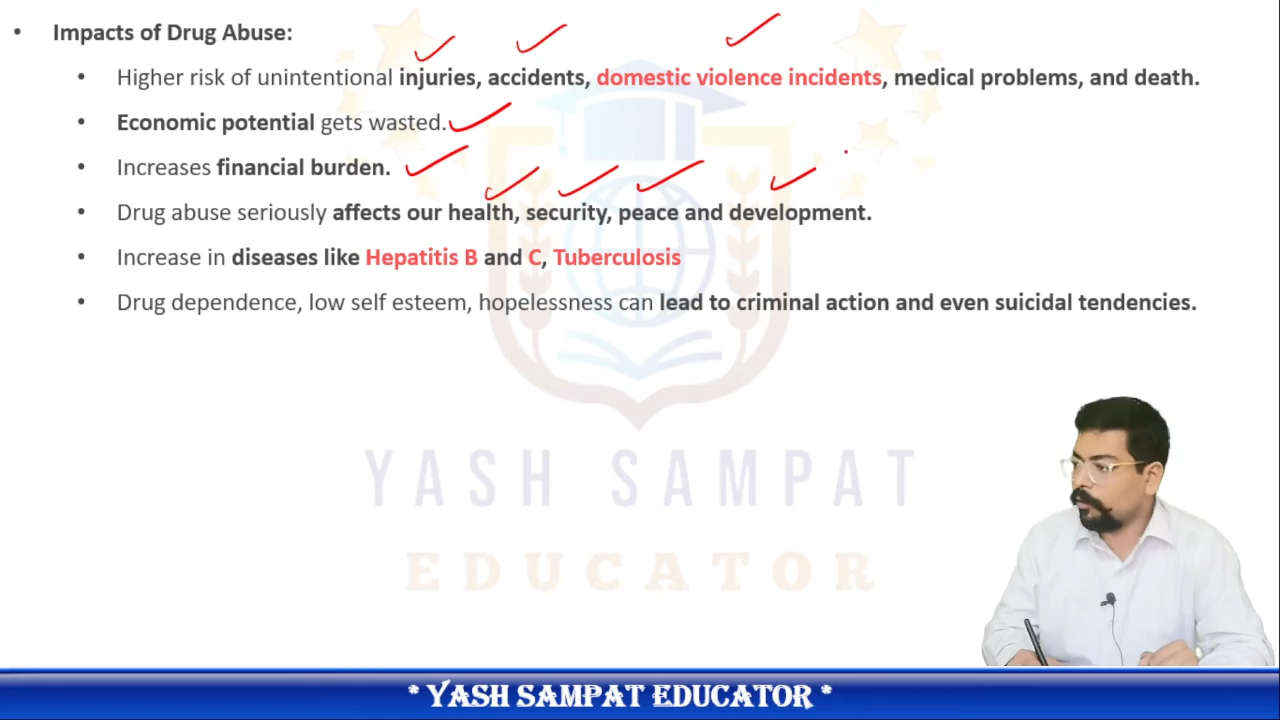 • Impacts of Drug Abuse:
• Higher risk of unintentional injuries, accidents, domestic violence incidents, medical problems, and death.
• Economic potential gets wasted.
• Increases financial burden.
• Drug abuse seriously affects our health, security, peace and development.
• Increase in diseases like Hepatitis B and C, Tuberculosis
• Drug dependence, low self esteem, hopelessness can lead to criminal action and even suicidal tendencies.
YASH SAMPAT
EDUCATOR
* YASH SAMPAT EDUCATOR *